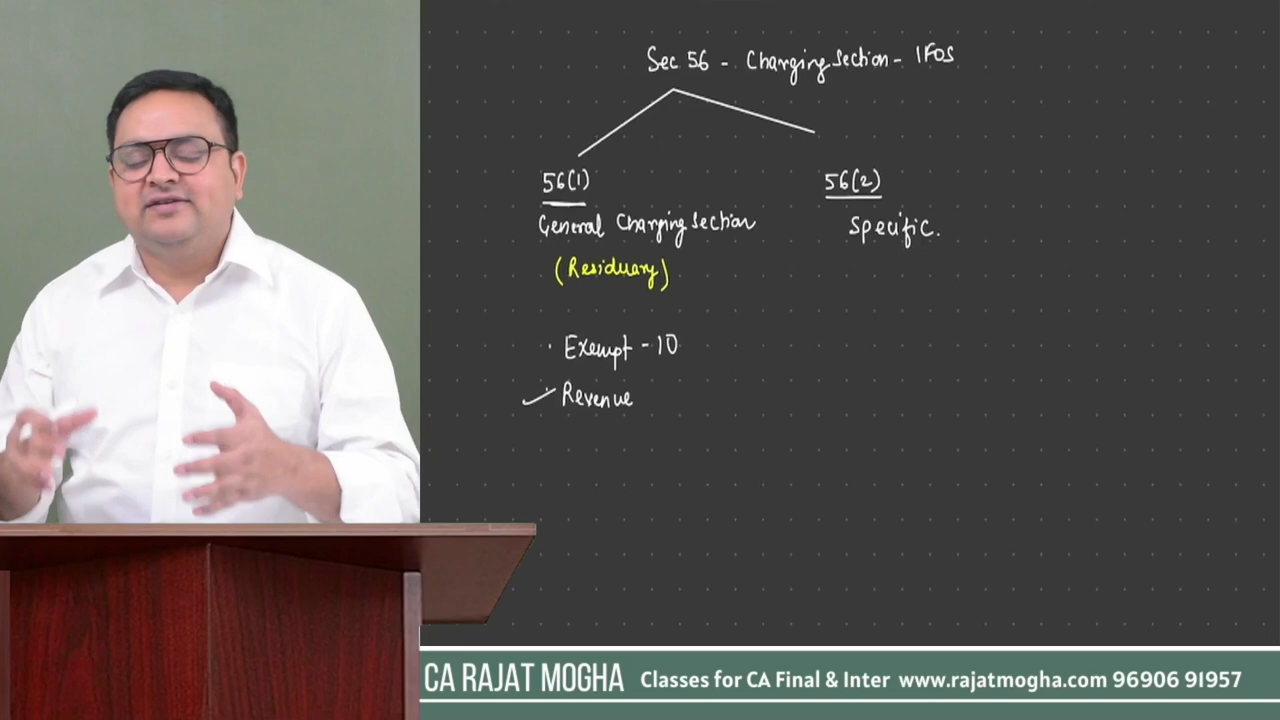 Sec 56 - Charging Section - IFOS
56(1)
General Charging Section
(Residuary)
56(2)
Specific.
· Exempt - 10
✓ Revenue
CA RAJAT MOGHA Classes for CA Final & Inter www.rajatmogha.com 96906 91957